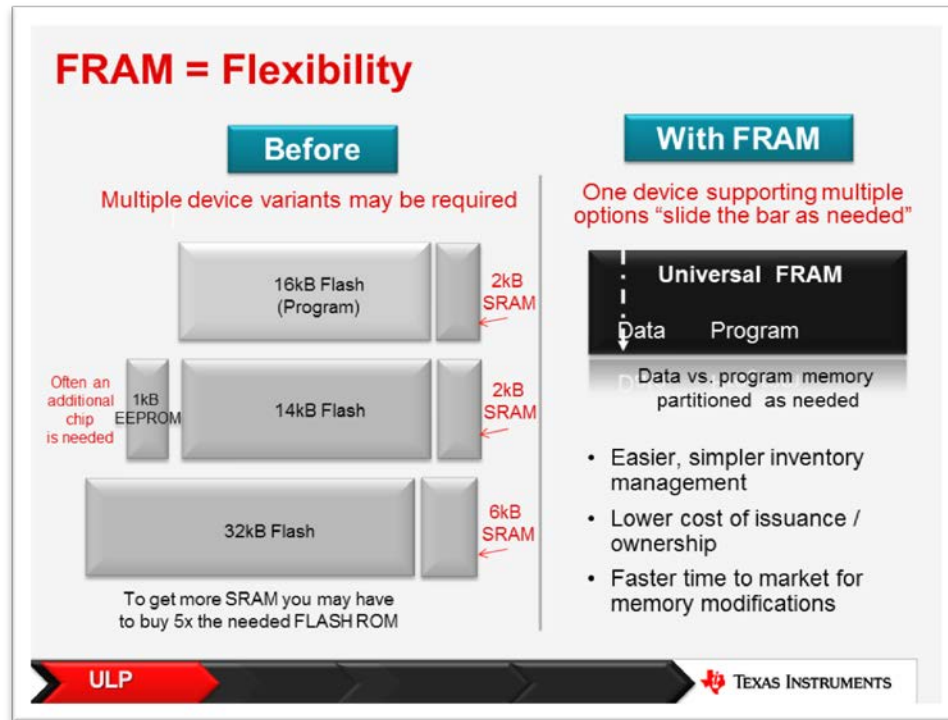 FRAM = Flexibility
Before
Multiple device variants may be required
16kB Flash
(Program)
2kB
SRAM
Often an
additional
chip
is needed
1kB
EEPROM
14kB Flash
2kB
SRAM
32kB Flash
6kB
SRAM
To get more SRAM you may have
to buy 5x the needed FLASH ROM
With FRAM
One device supporting multiple
options “slide the bar as needed”
Universal FRAM
Data Program
Data vs. program memory
partitioned as needed
• Easier, simpler inventory
management
• Lower cost of issuance /
ownership
• Faster time to market for
memory modifications
ULP
TEXAS INSTRUMENTS